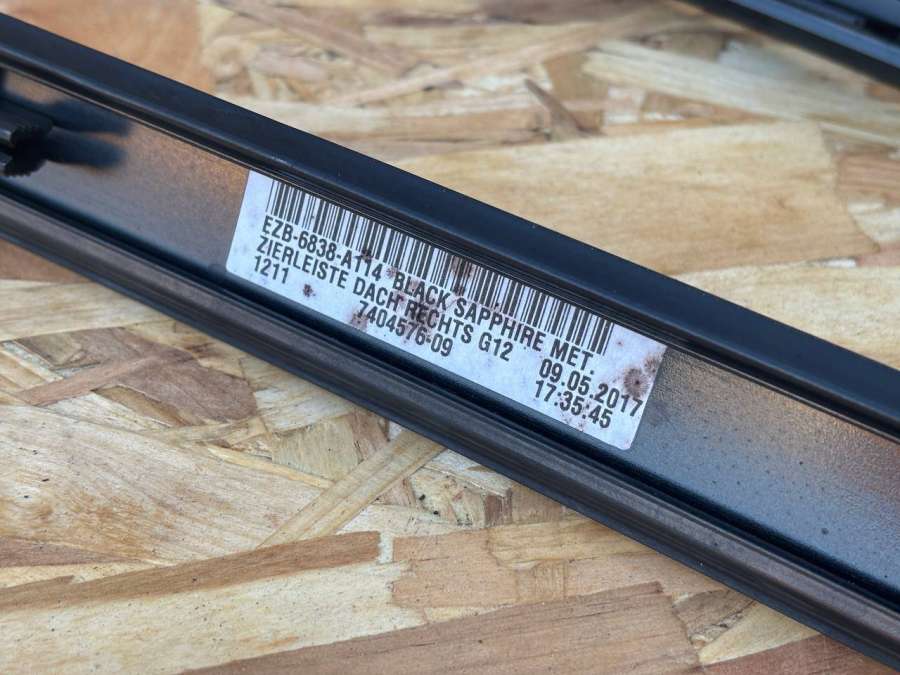 EZB-6838-A114 BLACK SAPPHIRE MET.
ZIERLEISTE DACH RECHTS G12 09.05.2017
1211 7404576-09 17:35:45